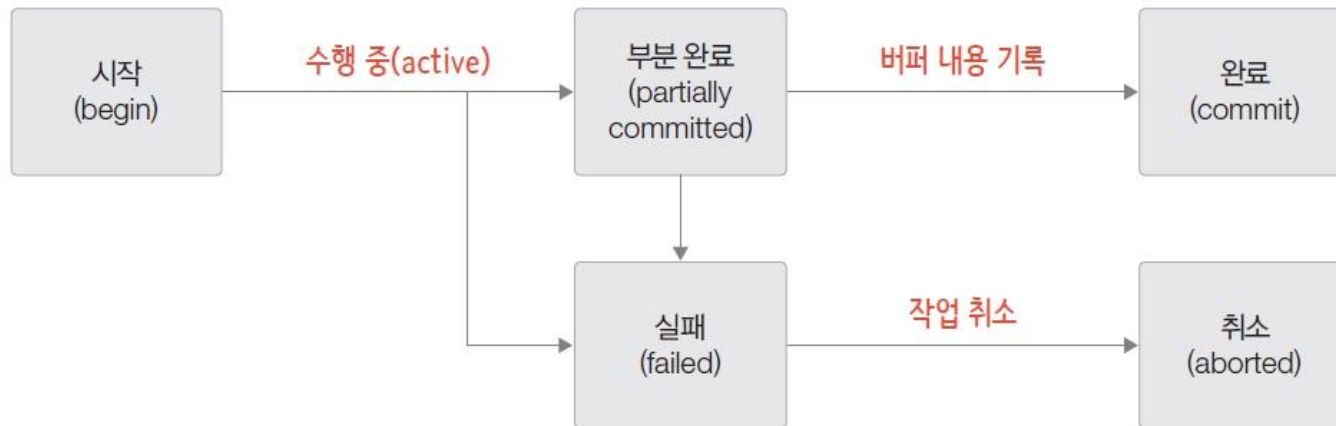 시작
(begin)
수행 중(active)
부분 완료
(partially
committed)
버퍼 내용 기록
완료
(commit)
실패
(failed)
작업 취소
취소
(aborted)